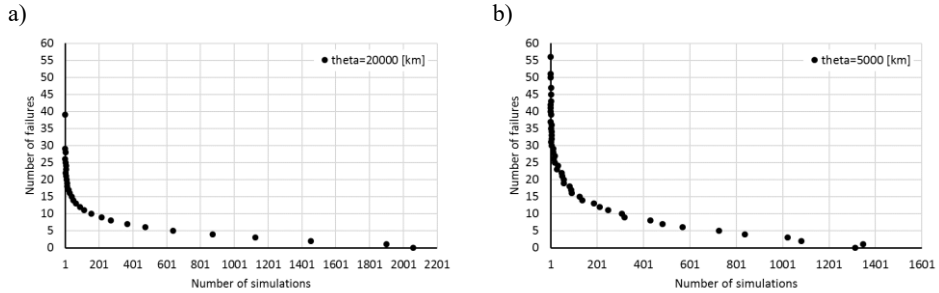 a)
60
55
50
45
40
35
30
25
20
15
10
5
0
Number of failures
theta=20000 [km]
1 201 401 601 801 1001 1201 1401 1601 1801 2001 2201
Number of simulations
b)
60
55
50
45
40
35
30
25
20
15
10
5
0
Number of failures
theta=5000 [km]
1 201 401 601 801 1001 1201 1401 1601
Number of simulations